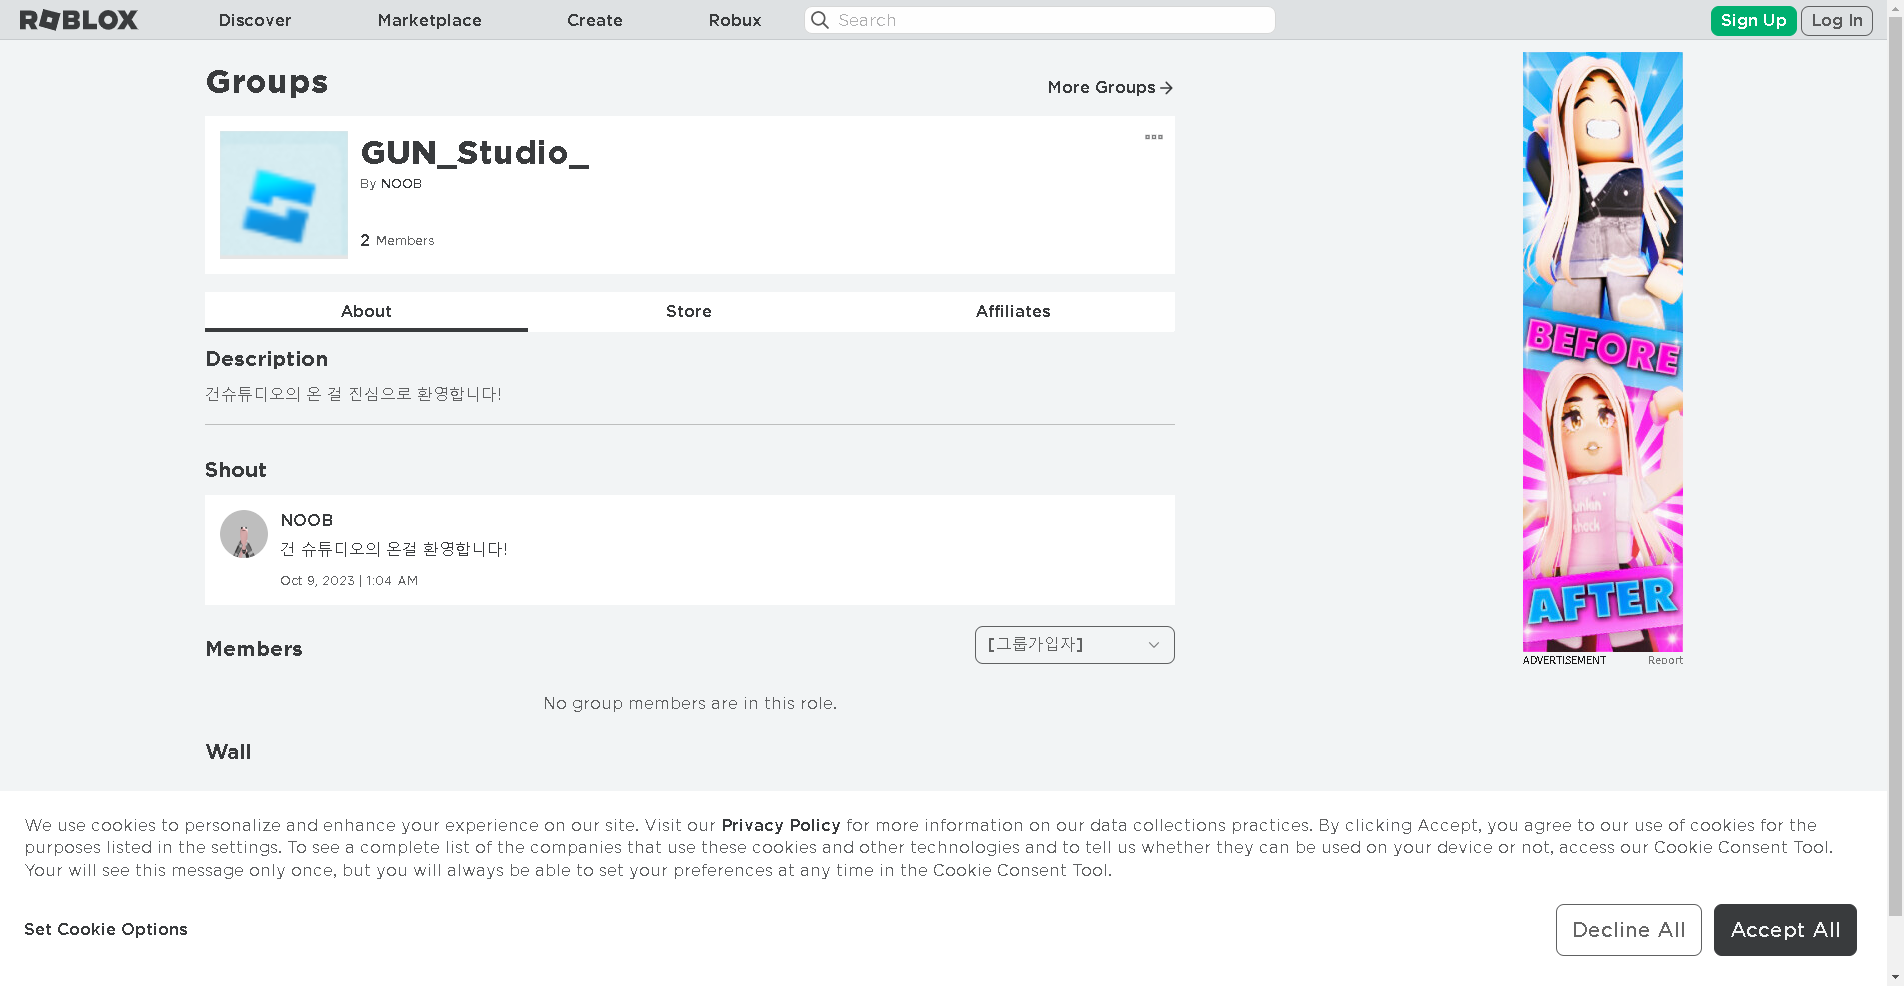 ROBLOX
Discover
Marketplace
Create
Robux
Search
Sign Up
Log In
Groups
More Groups
GUN_Studio_
By NOOB
2 Members
About
Store
Affiliates
Description
건슈튜디오의 온 걸 진심으로 환영합니다!
Shout
NOOB
건 슈튜디오의 온걸 환영합니다!
Oct 9, 2023 | 1:04 AM
Members
[그룹가입자]
No group members are in this role.
Wall
BEFORE
AFTER
ADVERTISEMENT
Report
We use cookies to personalize and enhance your experience on our site. Visit our Privacy Policy for more information on our data collections practices. By clicking Accept, you agree to our use of cookies for the
purposes listed in the settings. To see a complete list of the companies that use these cookies and other technologies and to tell us whether they can be used on your device or not, access our Cookie Consent Tool.
Your will see this message only once, but you will always be able to set your preferences at any time in the Cookie Consent Tool.
Set Cookie Options
Decline All
Accept All